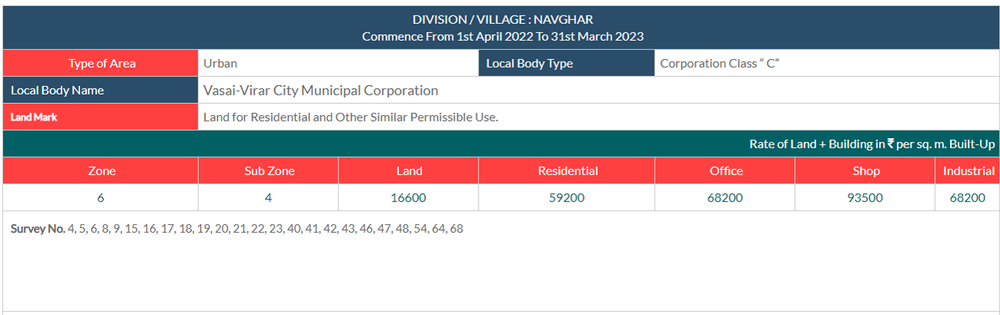 DIVISION / VILLAGE : NAVGHAR
Commence From 1st April 2022 To 31st March 2023
Type of Area Urban Local Body Type Corporation Class “ C”
Local Body Name Vasai-Virar City Municipal Corporation
Land Mark Land for Residential and Other Similar Permissible Use.
Rate of Land + Building in ₹ per sq. m. Built-Up
Zone Sub Zone Land Residential Office Shop Industrial
6 4 16600 59200 68200 93500 68200
Survey No. 4, 5, 6, 8, 9, 15, 16, 17, 18, 19, 20, 21, 22, 23, 40, 41, 42, 43, 46, 47, 48, 54, 64, 68